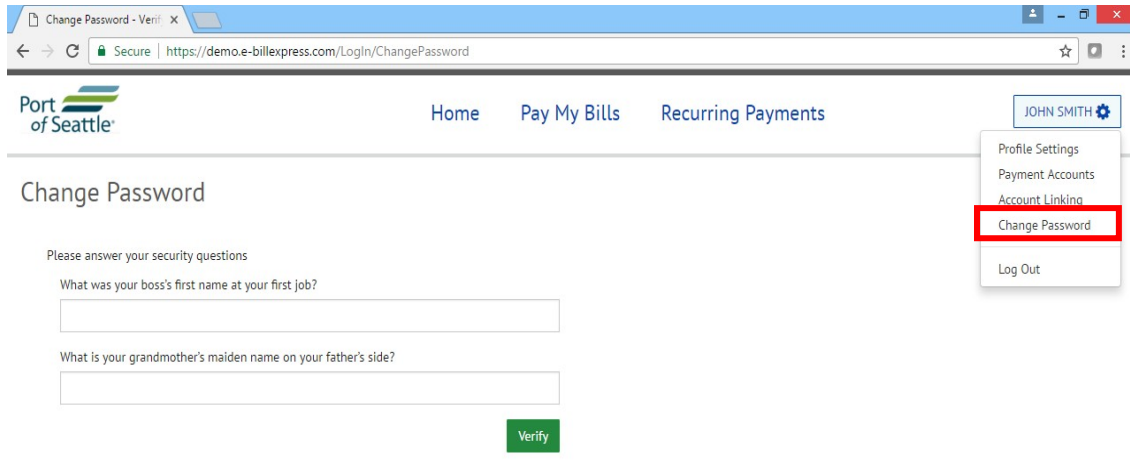 Change Password - Verif
Secure | https://demo.e-billexpress.com/LogIn/ChangePassword
Port
of Seattle
Home Pay My Bills Recurring Payments JOHN SMITH
Profile Settings
Payment Accounts
Account Linking
Change Password
Log Out
Change Password
Please answer your security questions
What was your boss's first name at your first job?
What is your grandmother's maiden name on your father's side?
Verify